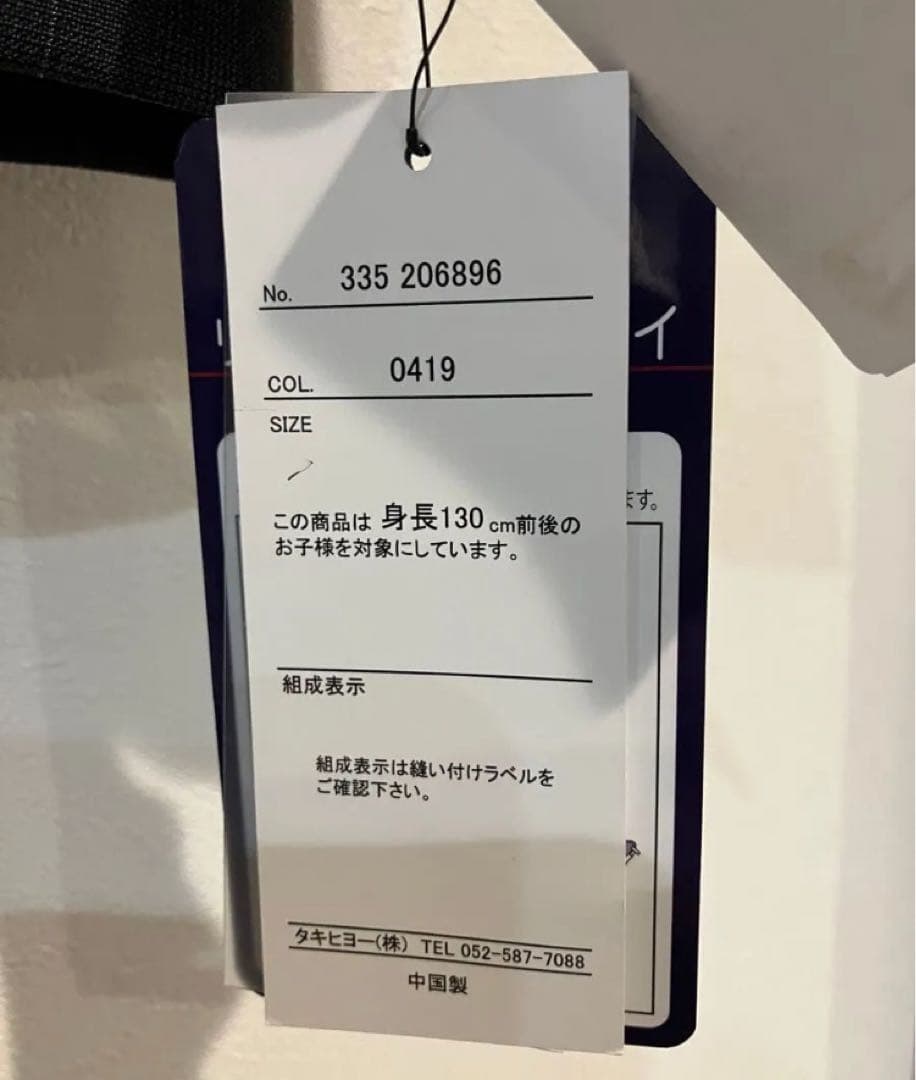 No. 335 206896
イ
COL. 0419
SIZE
ます。
この商品は 身長130cm前後の
お子様を対象にしています。
組成表示
組成表示は縫い付けラベルを
ご確認下さい。
タキヒヨー(株) TEL 052-587-7088
中国製